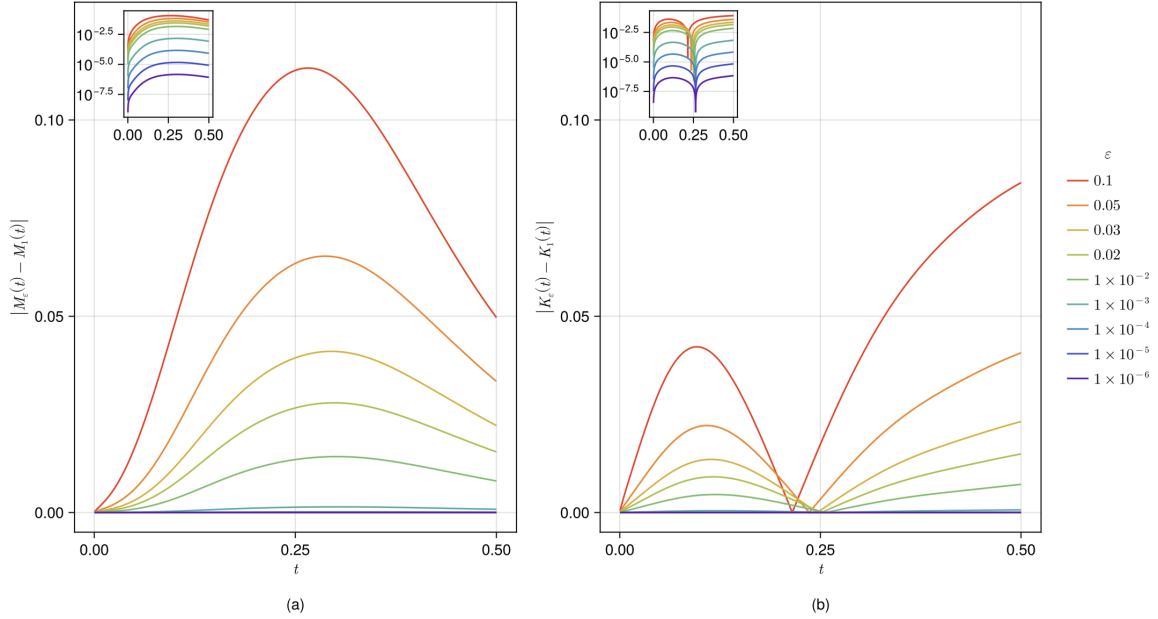 10^{-2.5}
10^{-5.0}
10^{-7.5}
0.00 0.25 0.50
0.10
0.05
0.00
|M_ε(t) − M_1(t)|
0.00 0.25 0.50
t
(a)
10^{-2.5}
10^{-5.0}
10^{-7.5}
0.00 0.25 0.50
0.10
0.05
0.00
|K_ε(t) − K_1(t)|
0.00 0.25 0.50
t
(b)
ε
0.1
0.05
0.03
0.02
1 × 10^{−2}
1 × 10^{−3}
1 × 10^{−4}
1 × 10^{−5}
1 × 10^{−6}